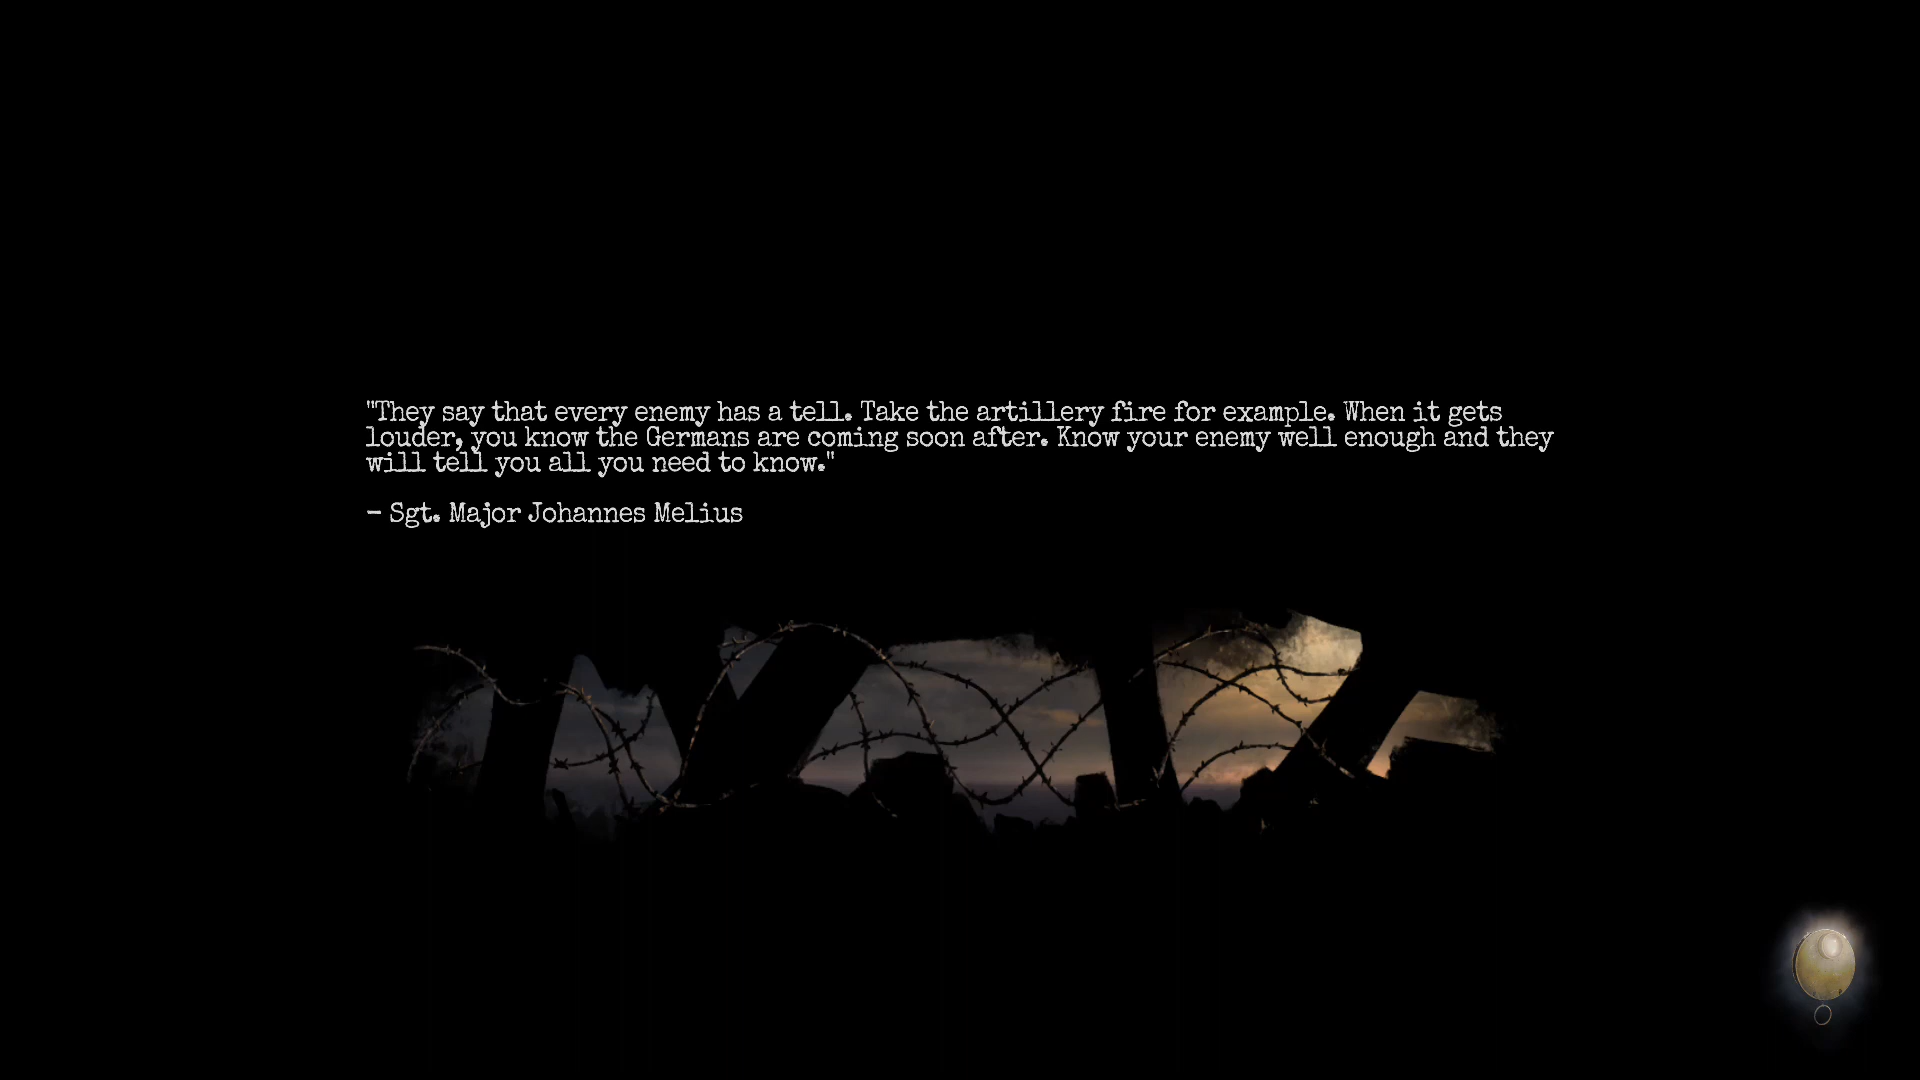 "They say that every enemy has a tell. Take the artillery fire for example. When it gets
louder, you know the Germans are coming soon after. Know your enemy well enough and they
will tell you all you need to know."
- Sgt. Major Johannes Melius